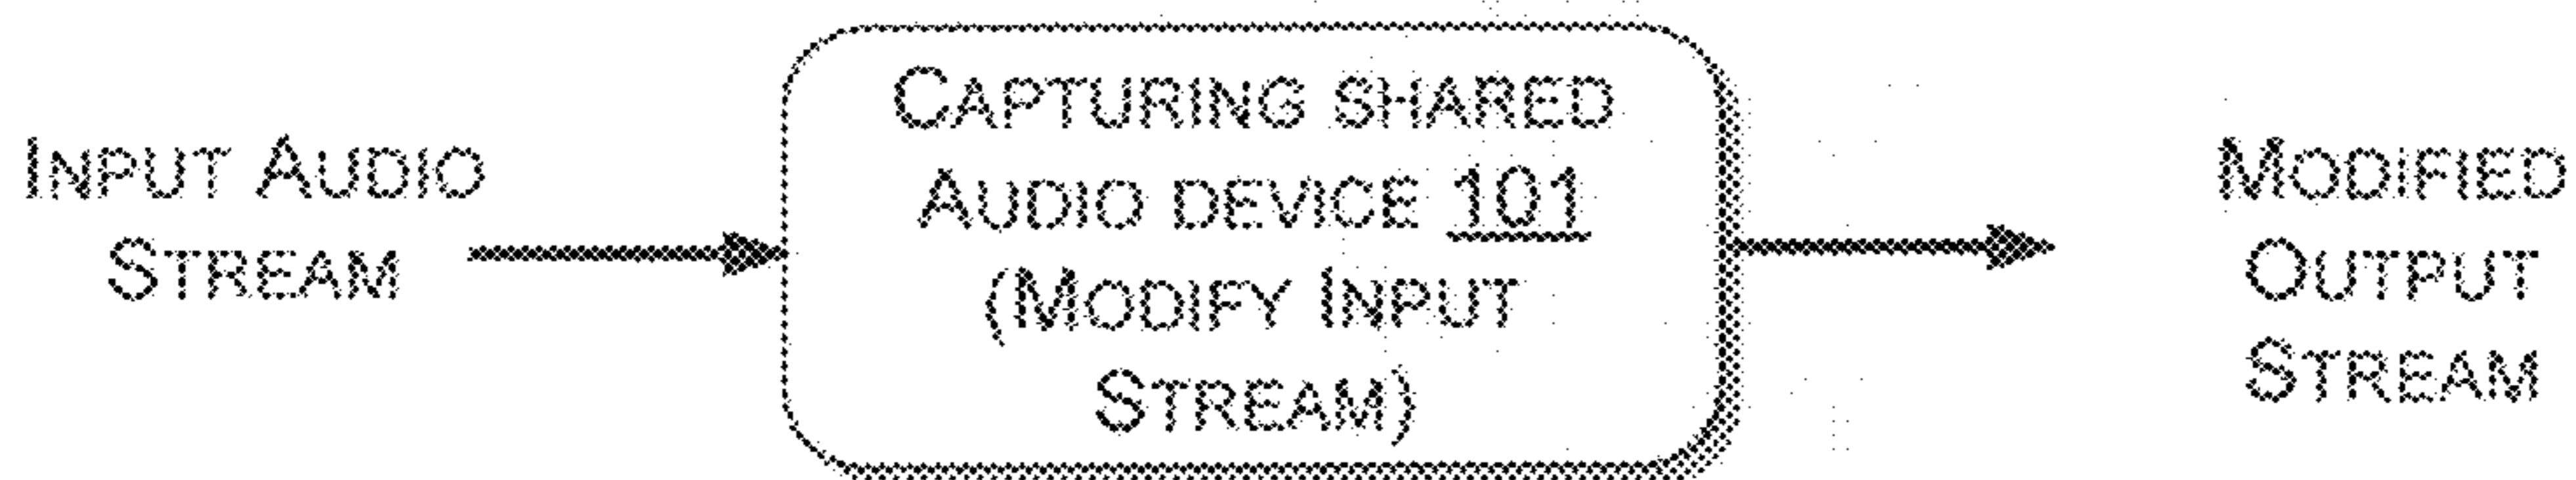 INPUT AUDIO
STREAM
CAPTURING SHARED
AUDIO DEVICE 101
(MODIFY INPUT
STREAM)
MODIFIED
OUTPUT
STREAM